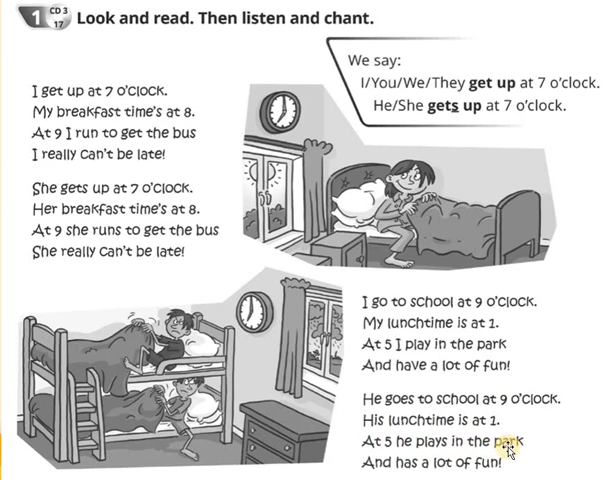 1 CD 3 17 Look and read. Then listen and chant.
We say:
I/You/We/They get up at 7 o'clock.
He/She gets up at 7 o'clock.
I get up at 7 o'clock.
My breakfast time's at 8.
At 9 I run to get the bus
I really can't be late!
She gets up at 7 o'clock.
Her breakfast time's at 8.
At 9 she runs to get the bus
She really can't be late!
I go to school at 9 o'clock.
My lunchtime is at 1.
At 5 I play in the park
And have a lot of fun!
He goes to school at 9 o'clock.
His lunchtime is at 1.
At 5 he plays in the park
And has a lot of fun!